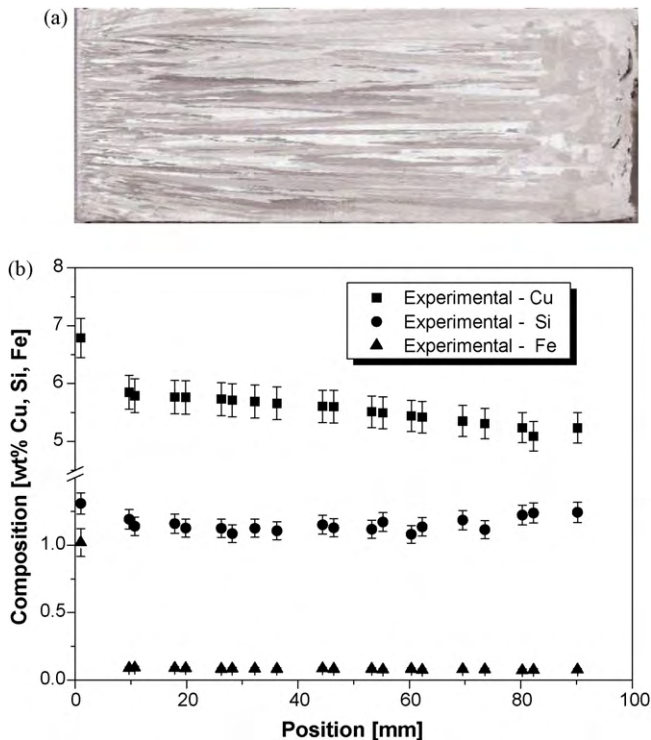 (a)
(b)
8
7
6
5
1.0
0.5
0.0
Composition [wt% Cu, Si, Fe]
Experimental - Cu
Experimental - Si
Experimental - Fe
0
20
40
60
80
100
Position [mm]